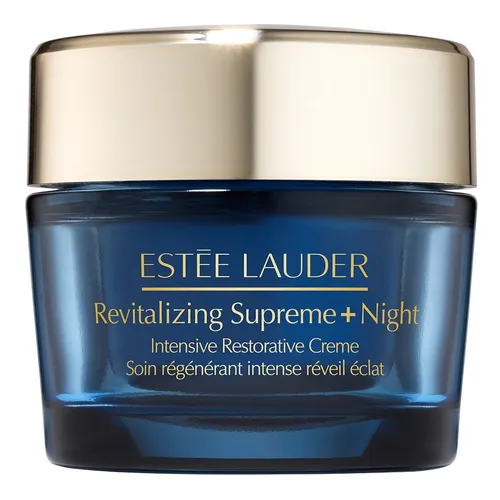 ESTĒE LAUDER
Revitalizing Supreme+Night
Intensive Restorative Creme
Soin régénérant intense réveil éclat